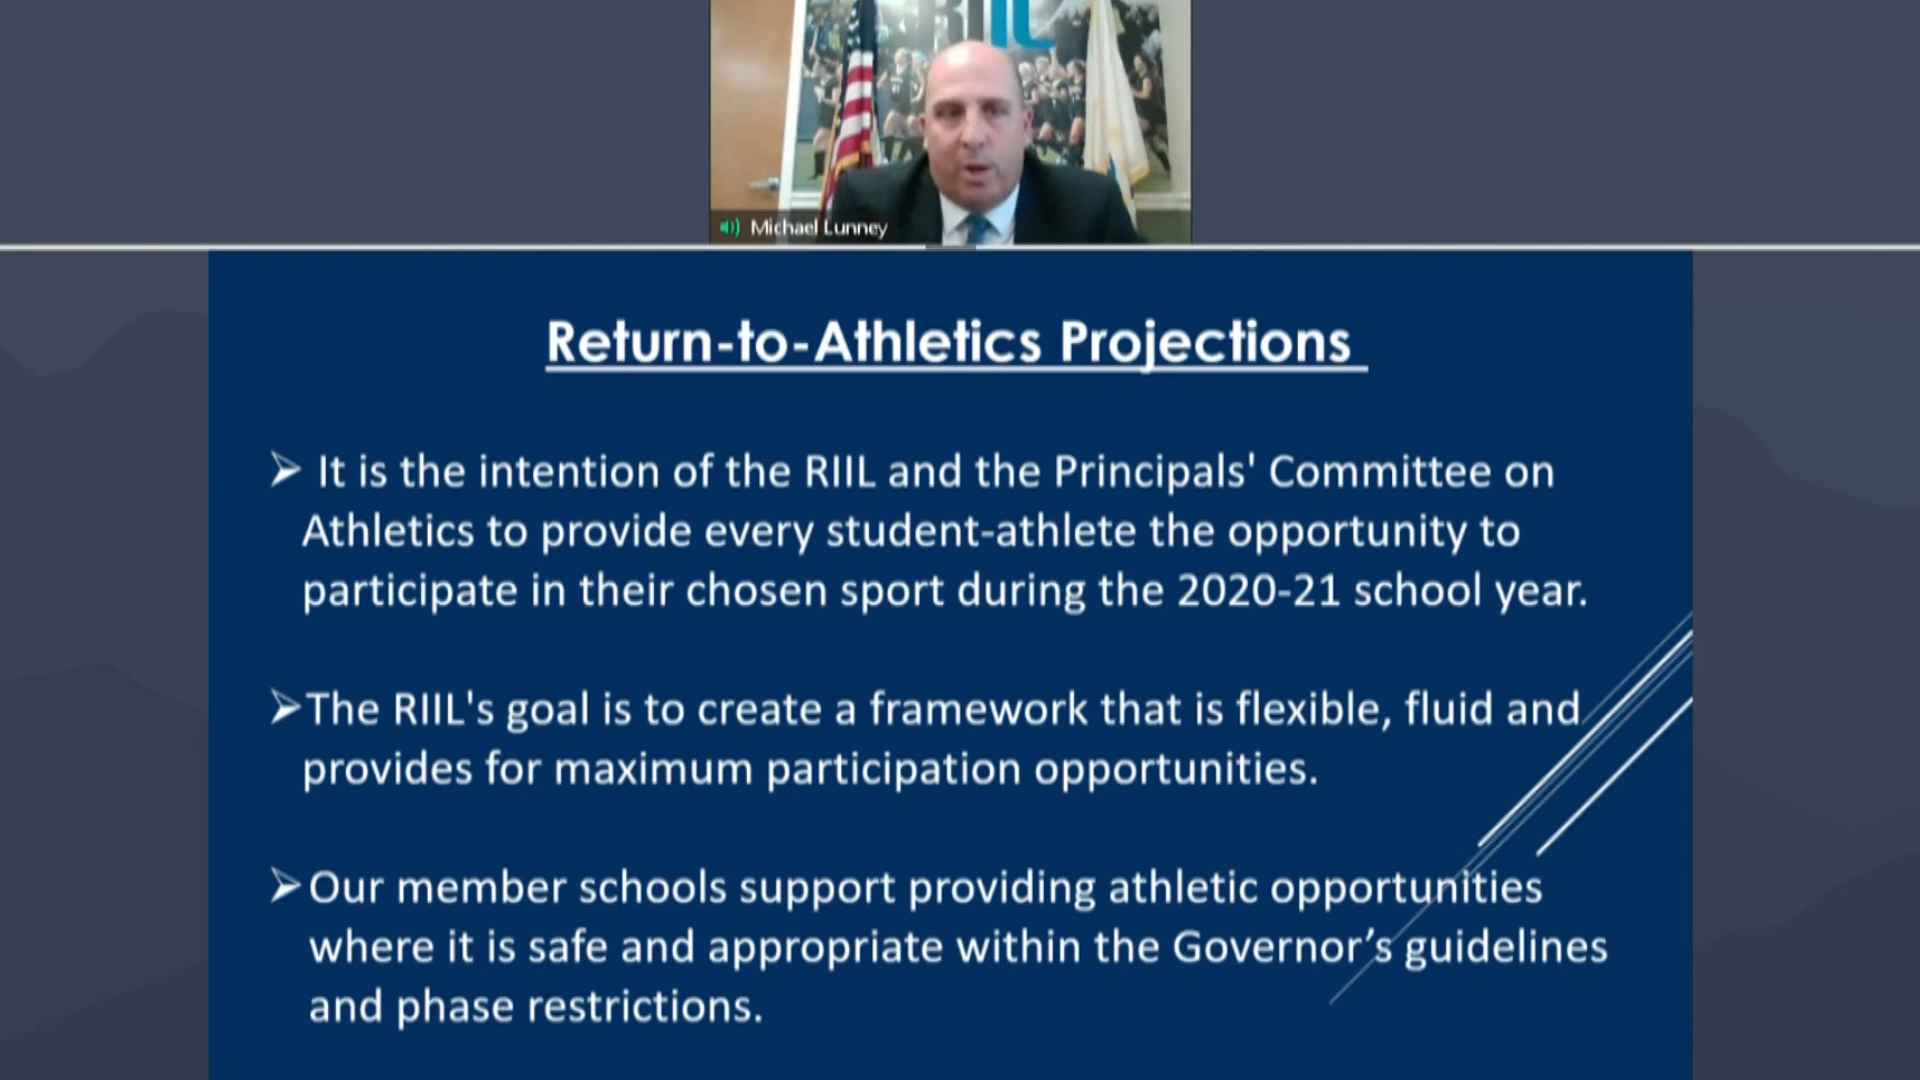 RIIL
Michael Lunney
Return-to-Athletics Projections
➢ It is the intention of the RIIL and the Principals' Committee on
Athletics to provide every student-athlete the opportunity to
participate in their chosen sport during the 2020-21 school year.
➢The RIIL's goal is to create a framework that is flexible, fluid and
provides for maximum participation opportunities.
➢Our member schools support providing athletic opportunities
where it is safe and appropriate within the Governor’s guidelines
and phase restrictions.